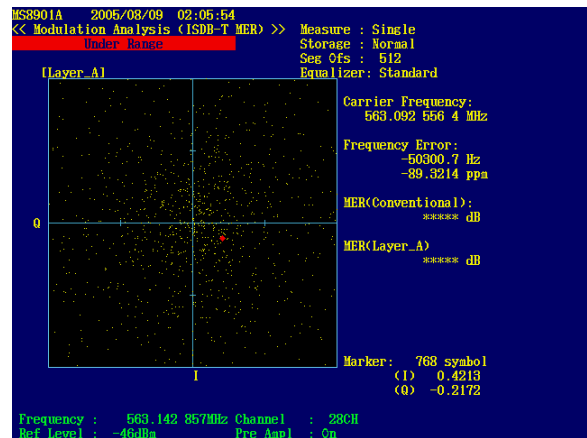 MS8901A 2005/08/09 02:05:54
<< Modulation Analysis (ISDB-T MER) >>
Under Range
Measure : Single
Storage : Normal
Seg Ofs : 512
Equalizer: Standard
[Layer_A]
Carrier Frequency:
563.092 556 4 MHz
Frequency Error:
-50300.7 Hz
-89.3214 ppm
MER(Conventional):
***** dB
MER(Layer_A)
***** dB
Q
I
Marker: 768 symbol
(I) 0.4213
(Q) -0.2172
Frequency : 563.142 857MHz Channel : 28CH
Ref Level : -46dBm Pre Ampl : On